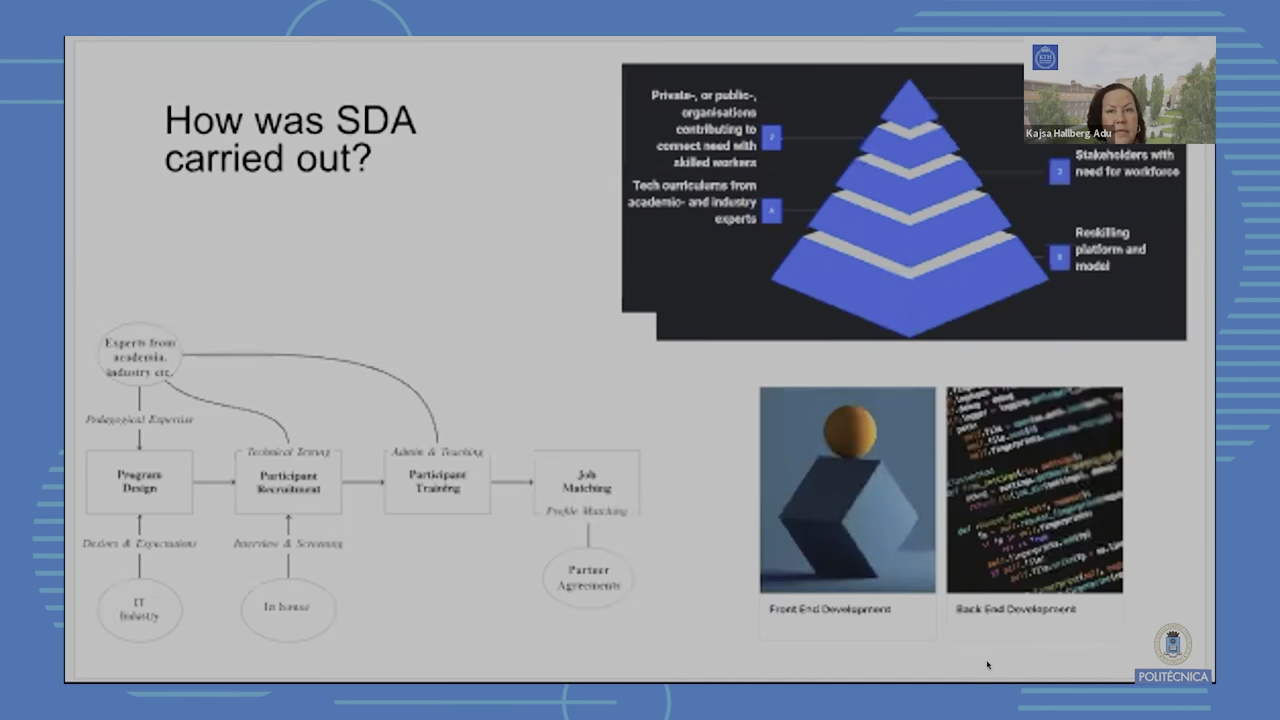 How was SDA
carried out?
Private-, or public-,
organisations
contributing to
connect need with
skilled workers
2
Tech curriculums from
academic- and industry
experts
4
Kajsa Hallberg Adu
3
Stakeholders with
need for workforce
Reskilling
platform and
model
Experts from
academia,
industry etc.
Pedagogical Expertise
Technical Testing
Admin & Teaching
Program
Design
Participant
Recruitment
Participant
Training
Job
Matching
Profile Matching
Desires & Expectations
Interview & Screening
Partner
Agreements
IT
Industry
In house
Front End Development
Back End Development
POLITÉCNICA